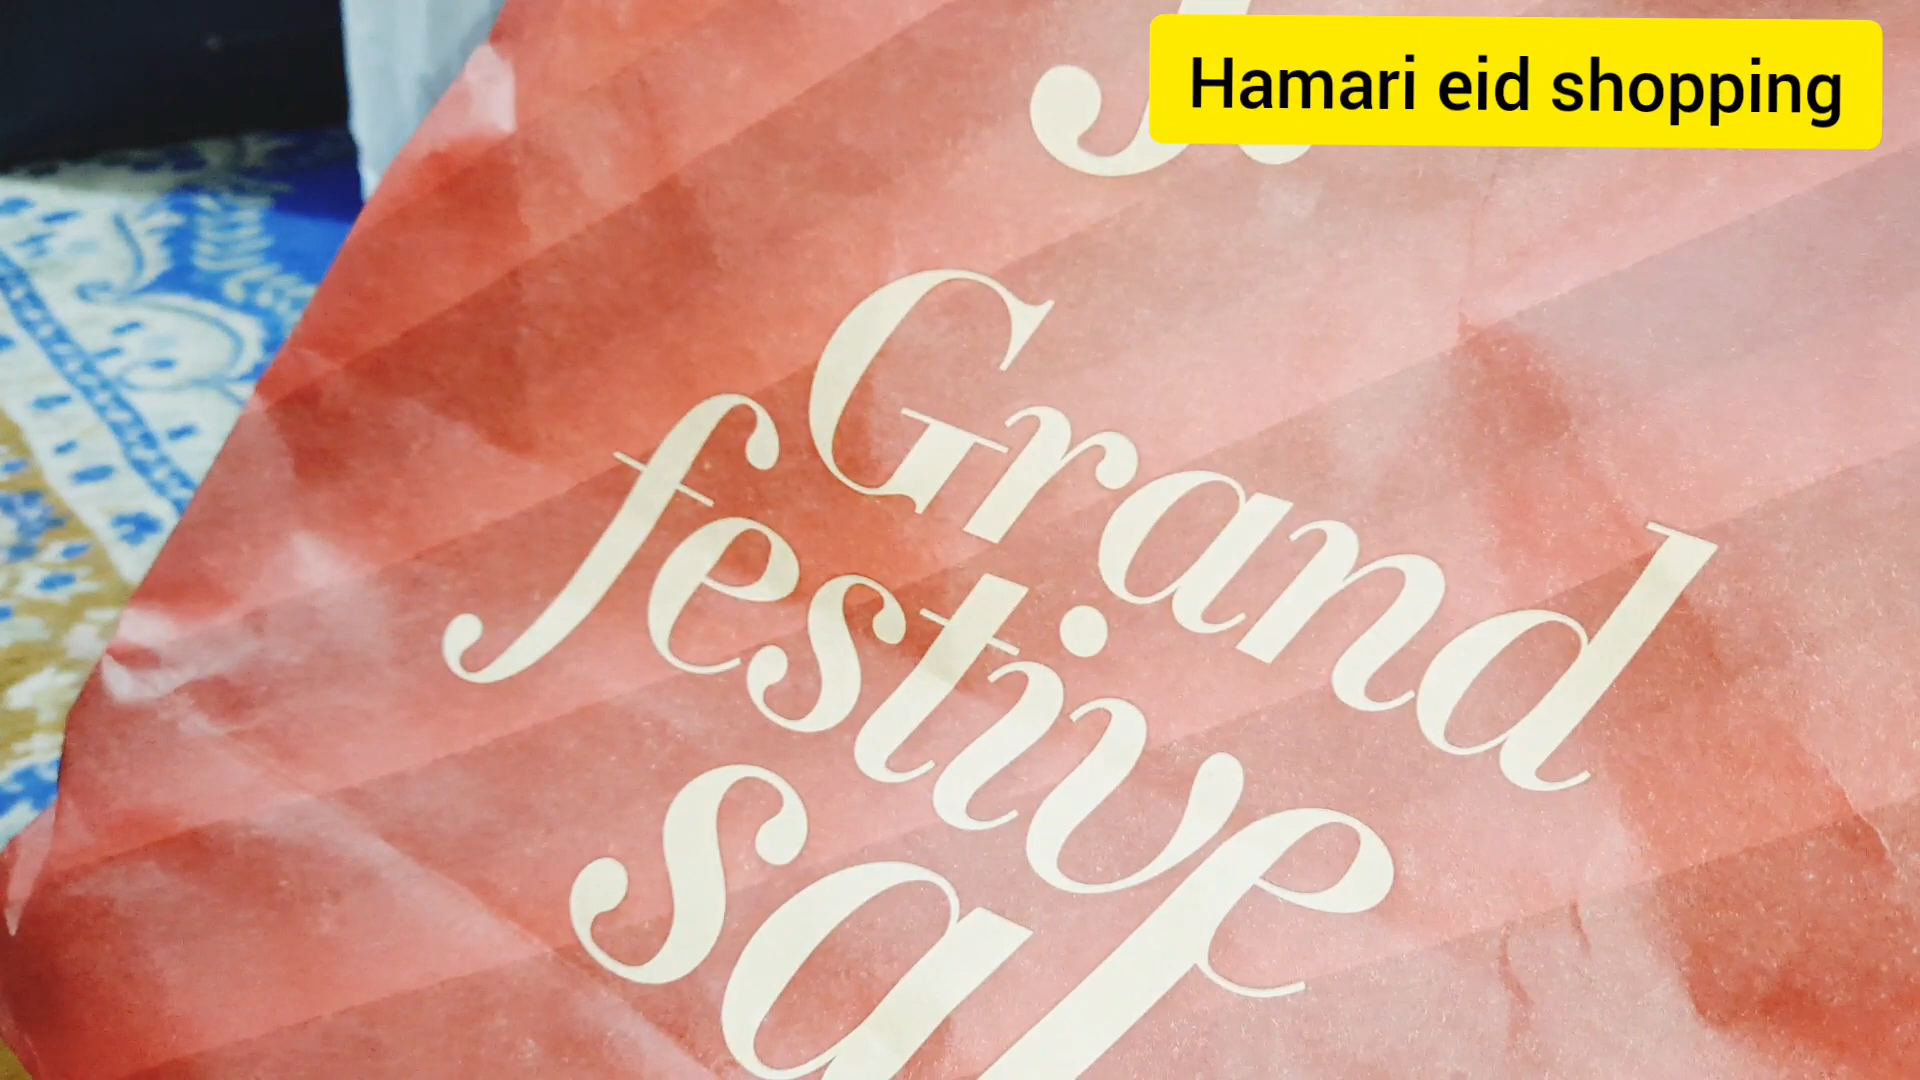 Hamari eid shopping
Grand
festive